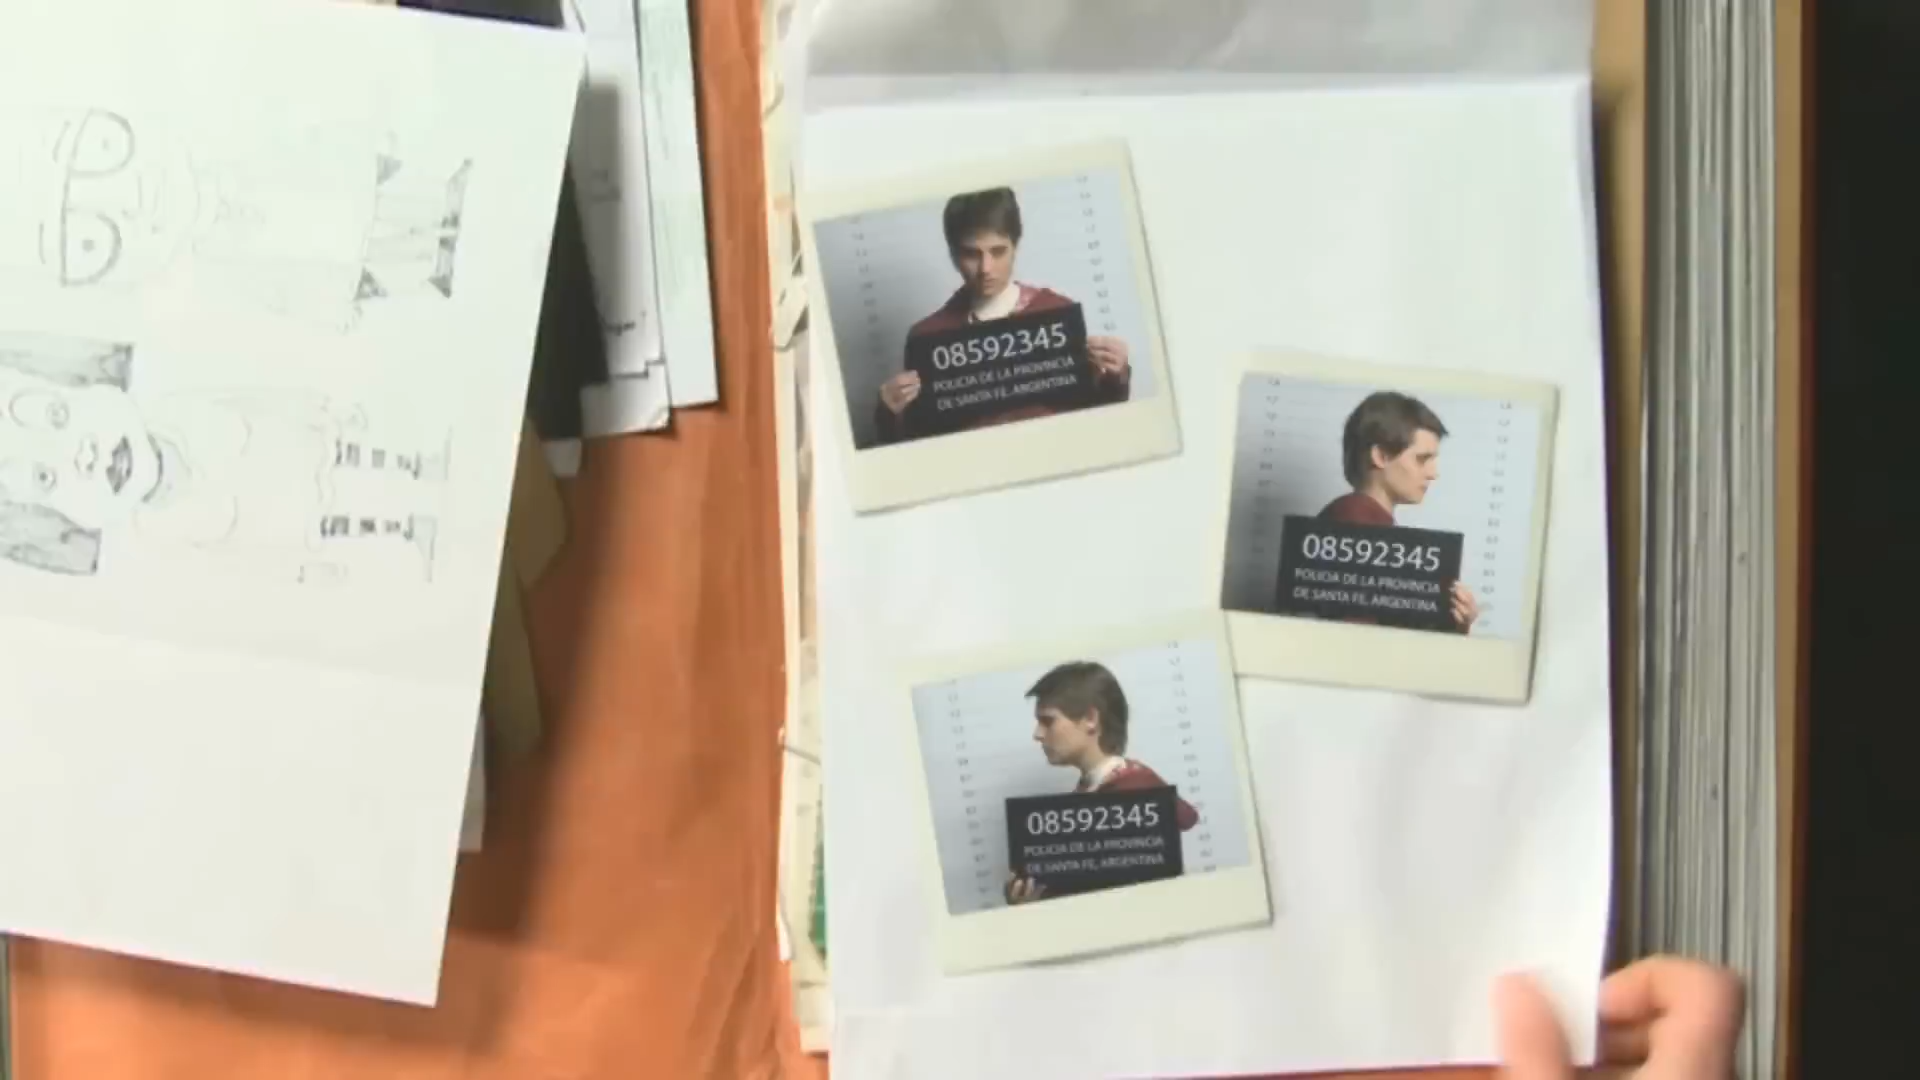 08592345
POLICIA DE LA PROVINCIA
DE SANTA FE, ARGENTINA
08592345
POLICIA DE LA PROVINCIA
DE SANTA FE, ARGENTINA
08592345
POLICIA DE LA PROVINCIA
DE SANTA FE, ARGENTINA